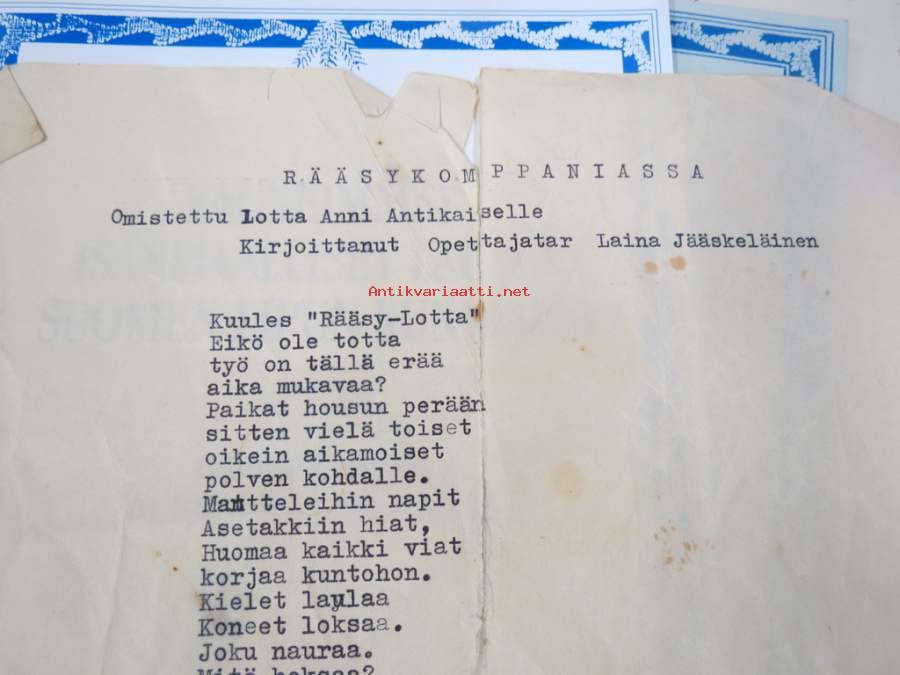 RÄÄSYKOMPPANIASSA
Omistettu Lotta Anni Antikaiselle
Kirjoittanut Opettajatar Laina Jääskeläinen
Antikvariaatti.net
Kuules "Rääsy-Lotta"
Eikö ole totta
työ on tällä erää
aika mukavaa?
Paikat housun perään
sitten vielä toiset
oikein aikamoiset
polven kohdalle.
Mantteleihin napit
Asetakkiin hiat,
Huomaa kaikki viat
korjaa kuntohon.
Kielet laulaa
Koneet loksaa.
Joku nauraa.
Mitä hoksaa?